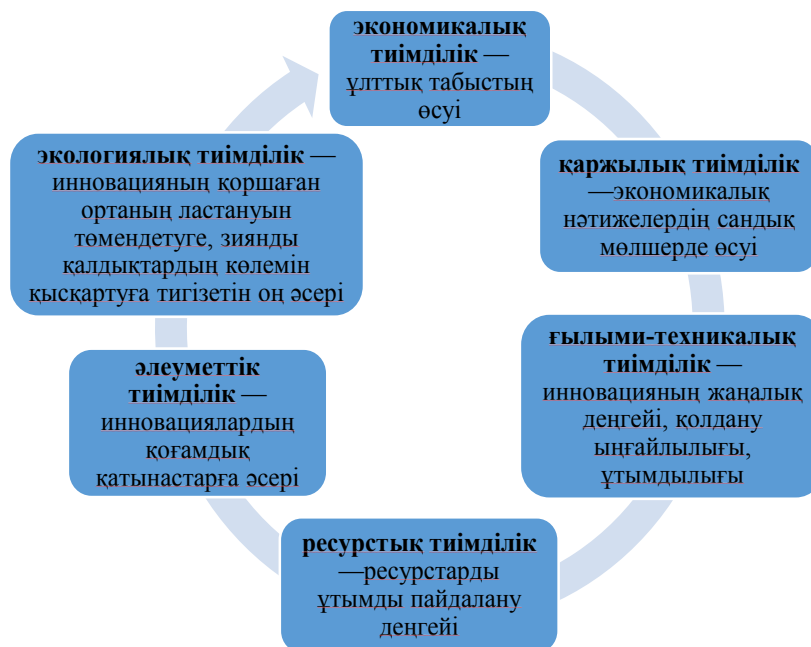 экономикалық
тиімділік —
ұлттық табыстың
өсуі
қаржылық тиімділік
—экономикалық
нәтижелердің сандық
мөлшерде өсуі
ғылыми-техникалық
тиімділік —
инновацияның жаңалық
деңгейі, қолдану
ыңғайлылығы,
ұтымдылығы
ресурстық тиімділік
—ресурстарды
ұтымды пайдалану
деңгейі
әлеуметтік
тиімділік —
инновациялардың
қоғамдық
қатынастарға әсері
экологиялық тиімділік —
инновацияның қоршаған
ортаның ластануын
төмендетуге, зиянды
қалдықтардың көлемін
қысқартуға тигізетін оң әсері